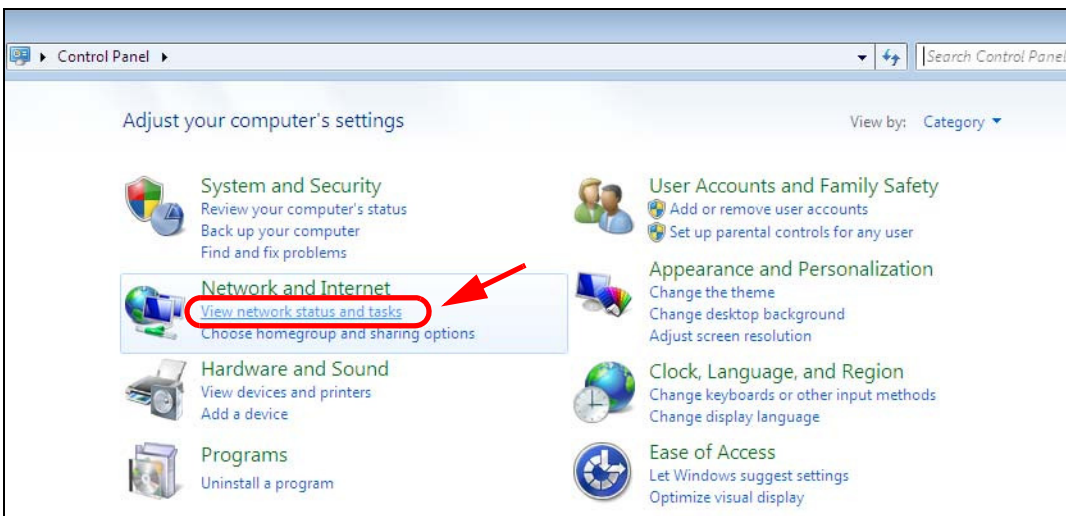 Control Panel
Search Control Panel
Adjust your computer's settings
View by: Category
System and Security
Review your computer's status
Back up your computer
Find and fix problems
Network and Internet
View network status and tasks
Choose homegroup and sharing options
Hardware and Sound
View devices and printers
Add a device
Programs
Uninstall a program
User Accounts and Family Safety
Add or remove user accounts
Set up parental controls for any user
Appearance and Personalization
Change the theme
Change desktop background
Adjust screen resolution
Clock, Language, and Region
Change keyboards or other input methods
Change display language
Ease of Access
Let Windows suggest settings
Optimize visual display